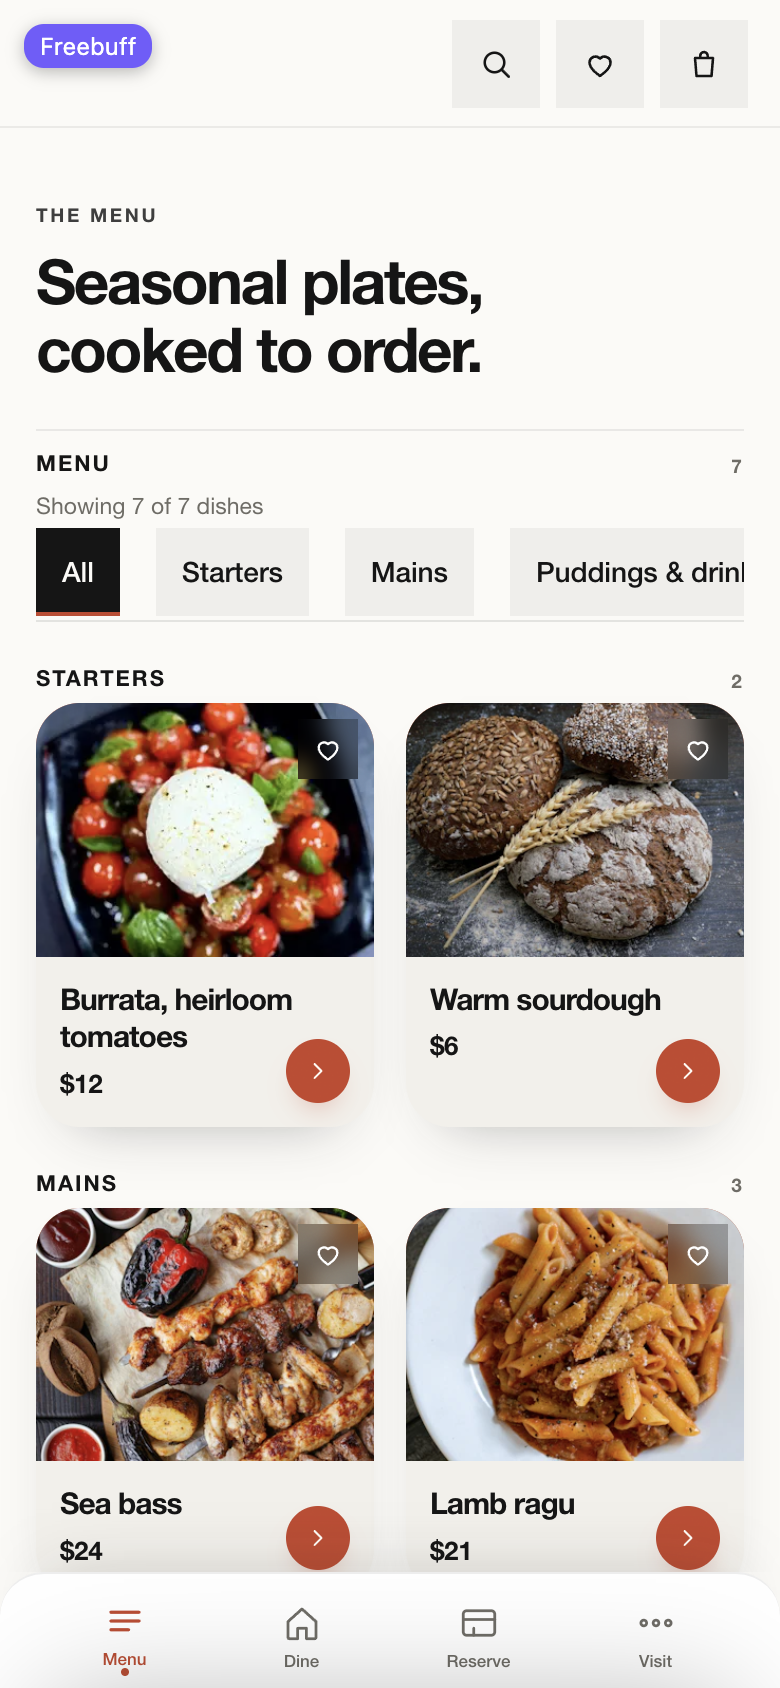 Freebuff
THE MENU
Seasonal plates,
cooked to order.
MENU
7
Showing 7 of 7 dishes
All
Starters
Mains
Puddings & drin
STARTERS
2
Burrata, heirloom
tomatoes
$12
Warm sourdough
$6
MAINS
3
Sea bass
$24
Lamb ragu
$21
Menu
Dine
Reserve
Visit